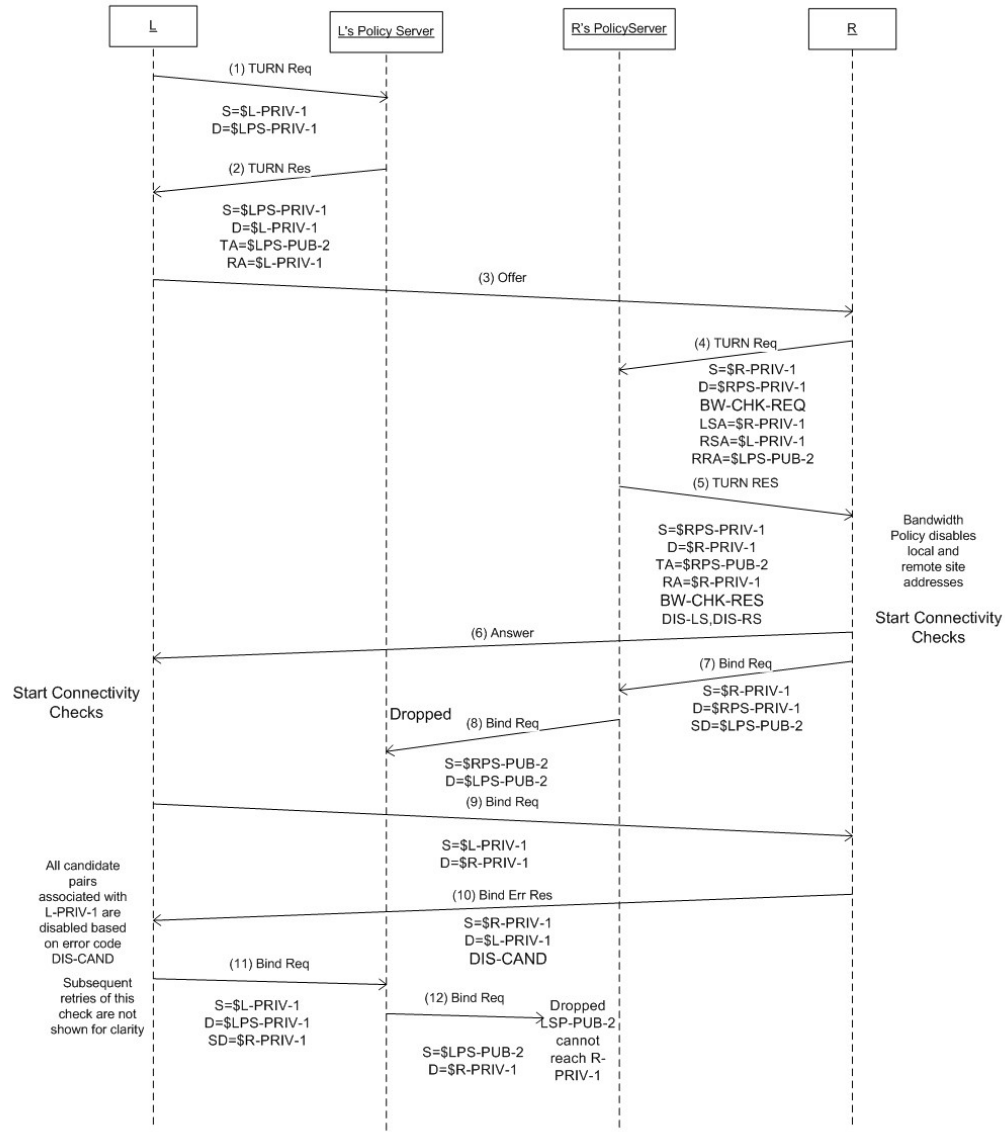 L
L's Policy Server
R's PolicyServer
R
(1) TURN Req
S=$L-PRIV-1
D=$LPS-PRIV-1
(2) TURN Res
S=$LPS-PRIV-1
D=$L-PRIV-1
TA=$LPS-PUB-2
RA=$L-PRIV-1
(3) Offer
(4) TURN Req
S=$R-PRIV-1
D=$RPS-PRIV-1
BW-CHK-REQ
LSA=$R-PRIV-1
RSA=$L-PRIV-1
RRA=$LPS-PUB-2
(5) TURN RES
S=$RPS-PRIV-1
D=$R-PRIV-1
TA=$RPS-PUB-2
RA=$R-PRIV-1
BW-CHK-RES
DIS-LS,DIS-RS
Bandwidth
Policy disables
local and
remote site
addresses
(6) Answer
Start Connectivity
Checks
(7) Bind Req
S=$R-PRIV-1
D=$RPS-PRIV-1
SD=$LPS-PUB-2
Start Connectivity
Checks
Dropped
(8) Bind Req
S=$RPS-PUB-2
D=$LPS-PUB-2
(9) Bind Req
S=$L-PRIV-1
D=$R-PRIV-1
All candidate
pairs
associated with
L-PRIV-1 are
disabled based
on error code
DIS-CAND
(10) Bind Err Res
S=$R-PRIV-1
D=$L-PRIV-1
DIS-CAND
(11) Bind Req
Subsequent
retries of this
check are not
shown for clarity
S=$L-PRIV-1
D=$LPS-PRIV-1
SD=$R-PRIV-1
(12) Bind Req
S=$LPS-PUB-2
D=$R-PRIV-1
Dropped
LSP-PUB-2
cannot
reach R-
PRIV-1